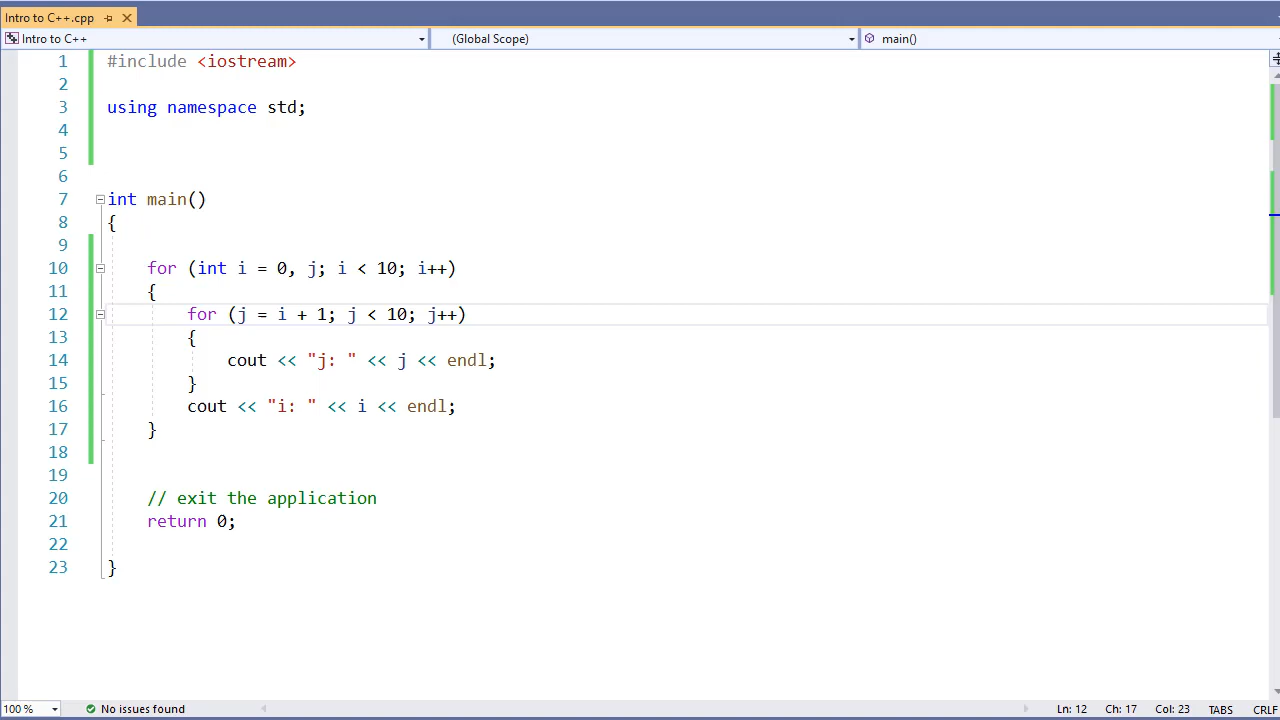 Intro to C++.cpp
Intro to C++ (Global Scope) main()
1 #include <iostream>
2
3 using namespace std;
4
5
6
7 int main()
8 {
9
10 for (int i = 0, j; i < 10; i++)
11 {
12 for (j = i + 1; j < 10; j++)
13 {
14 cout << "j: " << j << endl;
15 }
16 cout << "i: " << i << endl;
17 }
18
19
20 // exit the application
21 return 0;
22
23 }
100 % No issues found Ln: 12 Ch: 17 Col: 23 TABS CRLF